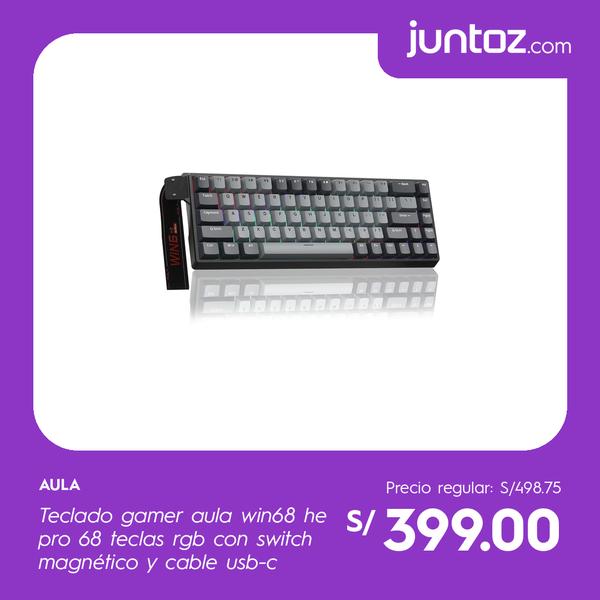 juntoz.com
WIN6
AULA
Teclado gamer aula win68 he
pro 68 teclas rgb con switch
magnético y cable usb-c
Precio regular: S/498.75
S/ 399.00